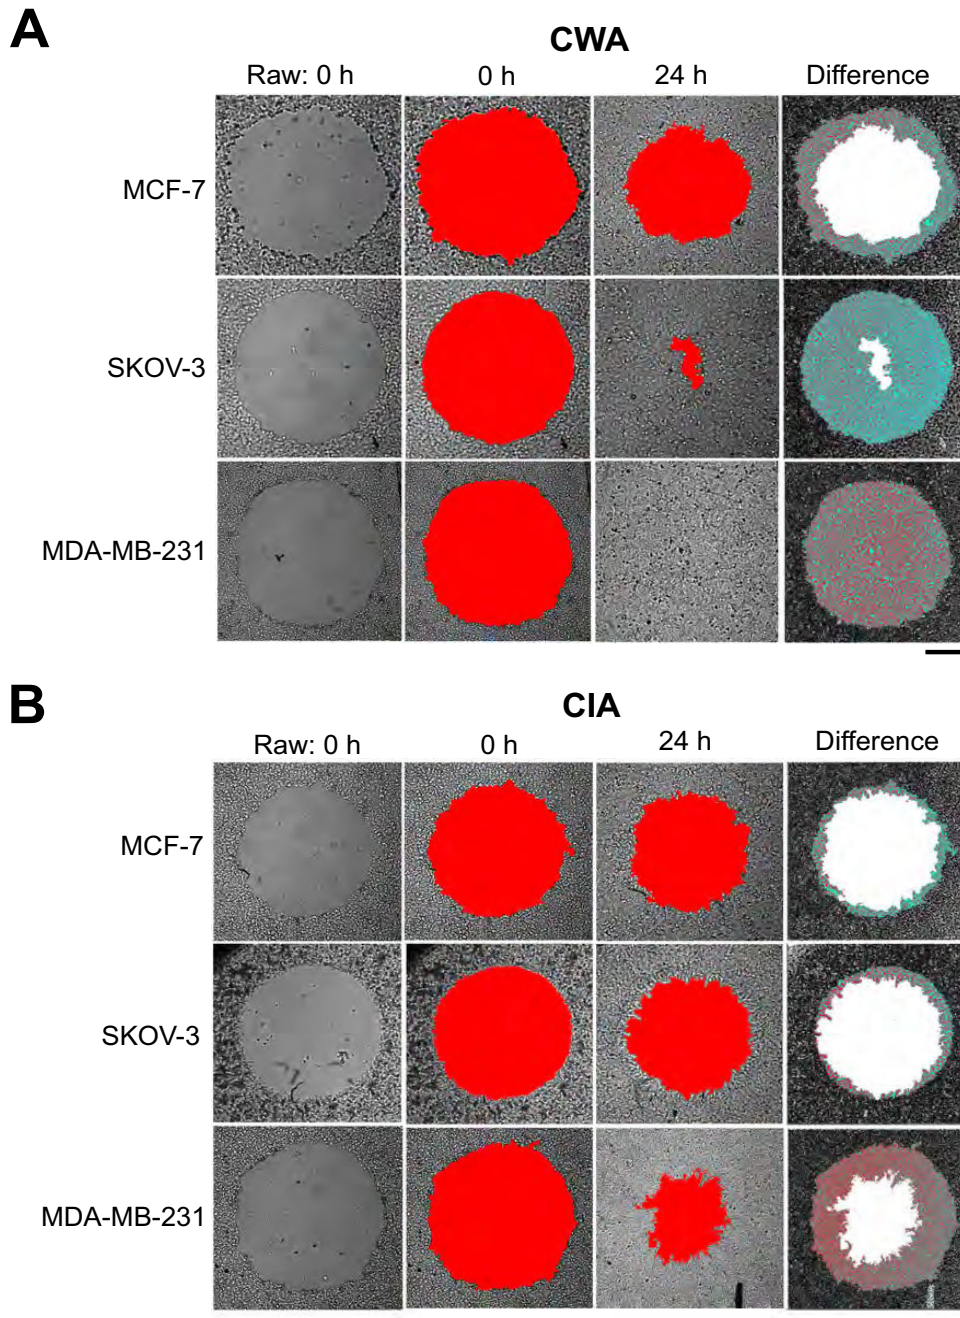 A
CWA
Raw: 0 h 0 h 24 h Difference
MCF-7
SKOV-3
MDA-MB-231
B
CIA
Raw: 0 h 0 h 24 h Difference
MCF-7
SKOV-3
MDA-MB-231